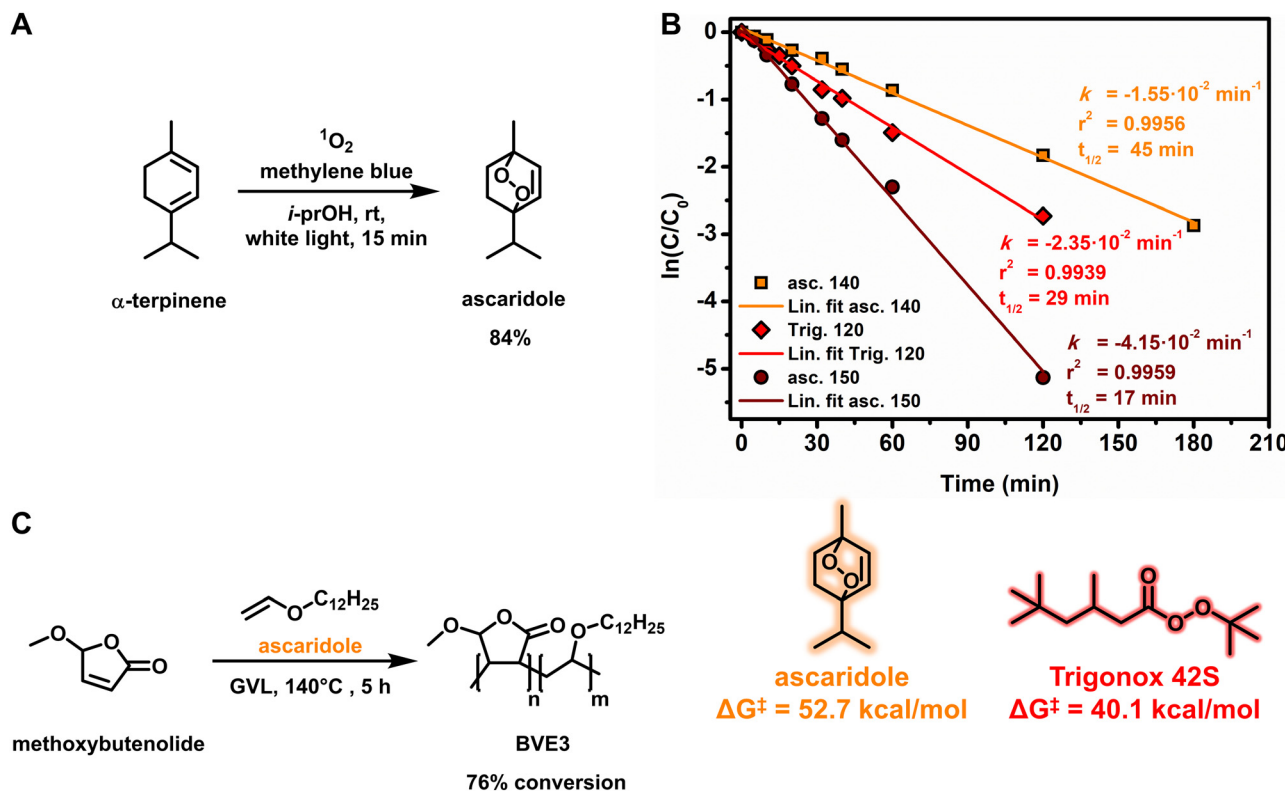 A
¹O₂
methylene blue
i-prOH, rt,
white light, 15 min
O
O
α-terpinene
ascaridole
84%
B
ln(C/C₀)
0
-1
-2
-3
-4
-5
k = -1.55·10⁻² min⁻¹
r² = 0.9956
t₁/₂ = 45 min
k = -2.35·10⁻² min⁻¹
r² = 0.9939
t₁/₂ = 29 min
k = -4.15·10⁻² min⁻¹
r² = 0.9959
t₁/₂ = 17 min
asc. 140
Lin. fit asc. 140
Trig. 120
Lin. fit Trig. 120
asc. 150
Lin. fit asc. 150
0 30 60 90 120 150 180 210
Time (min)
C
O C₁₂H₂₅
ascaridole
GVL, 140°C , 5 h
O
O
O
methoxybutenolide
O
O
O
O
C₁₂H₂₅
n
m
BVE3
76% conversion
O
O
ascaridole
ΔG‡ = 52.7 kcal/mol
O
O
O
Trigonox 42S
ΔG‡ = 40.1 kcal/mol